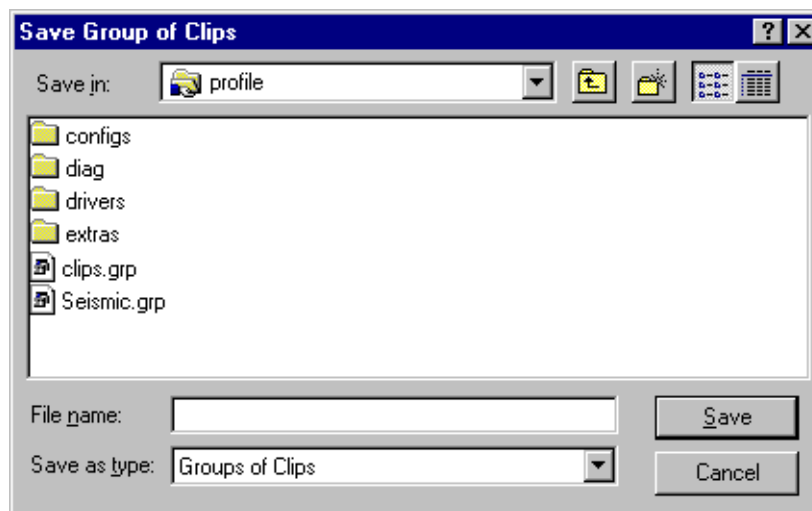 Save Group of Clips
Save in: profile
configs
diag
drivers
extras
clips.grp
Seismic.grp
File name: Save
Save as type: Groups of Clips Cancel